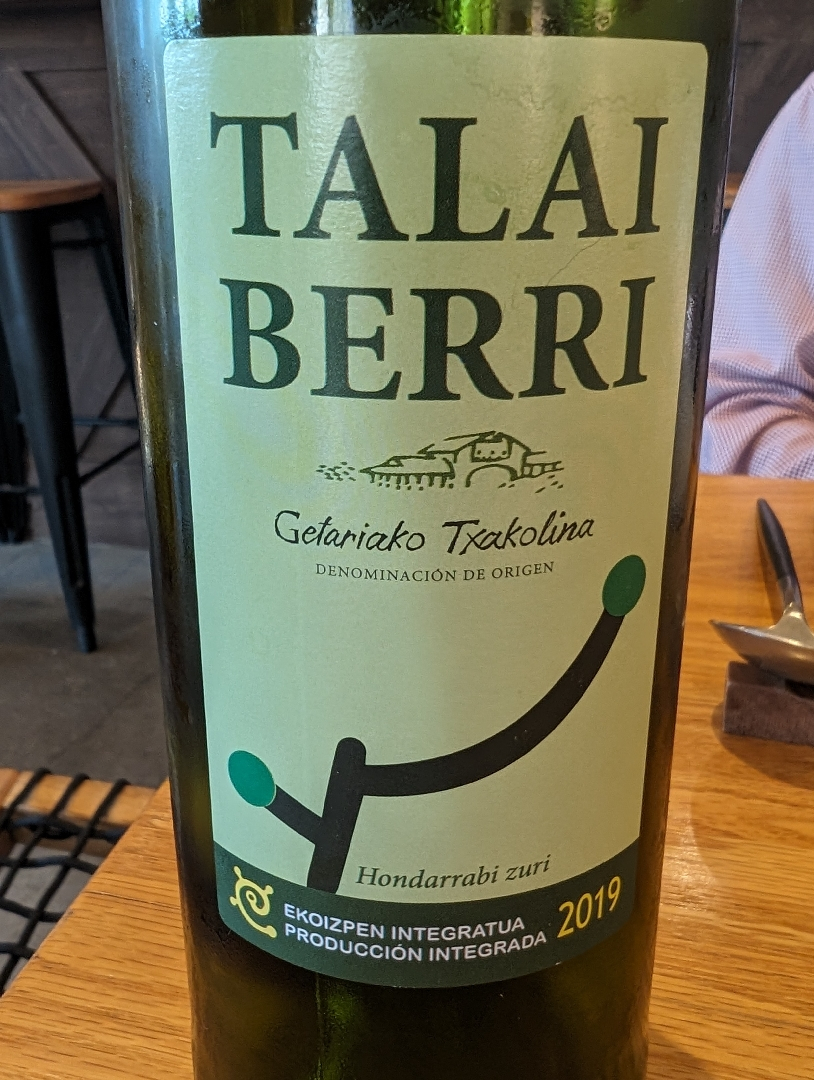 TALAI
BERRI
Getariako Txakolina
DENOMINACIÓN DE ORIGEN
Hondarrabi zuri
EKOIZPEN INTEGRATUA
PRODUCCIÓN INTEGRADA
2019